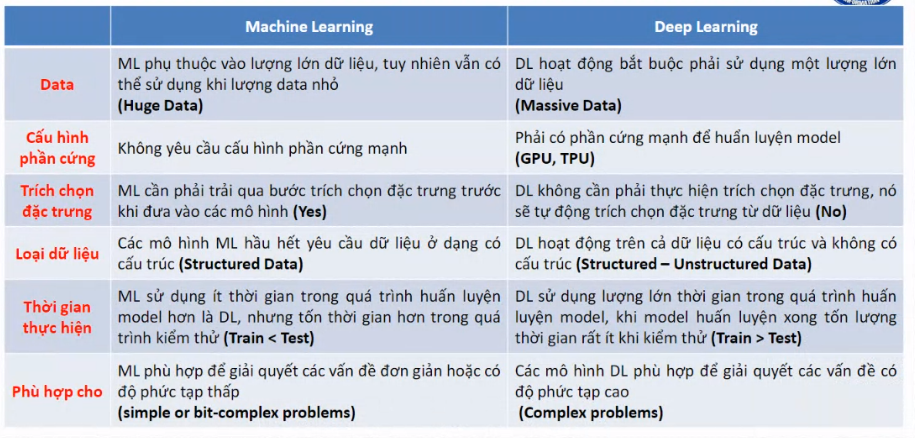 Machine Learning
Deep Learning
Data
ML phụ thuộc vào lượng lớn dữ liệu, tuy nhiên vẫn có
thể sử dụng khi lượng data nhỏ
(Huge Data)
DL hoạt động bắt buộc phải sử dụng một lượng lớn
dữ liệu
(Massive Data)
Cấu hình
phần cứng
Không yêu cầu cấu hình phần cứng mạnh
Phải có phần cứng mạnh để huấn luyện model
(GPU, TPU)
Trích chọn
đặc trưng
ML cần phải trải qua bước trích chọn đặc trưng trước
khi đưa vào các mô hình (Yes)
DL không cần phải thực hiện trích chọn đặc trưng, nó
sẽ tự động trích chọn đặc trưng từ dữ liệu (No)
Loại dữ liệu
Các mô hình ML hầu hết yêu cầu dữ liệu ở dạng có
cấu trúc (Structured Data)
DL hoạt động trên cả dữ liệu có cấu trúc và không có
cấu trúc (Structured – Unstructured Data)
Thời gian
thực hiện
ML sử dụng ít thời gian trong quá trình huấn luyện
model hơn là DL, nhưng tốn thời gian hơn trong quá
trình kiểm thử (Train < Test)
DL sử dụng lượng lớn thời gian trong quá trình huấn
luyện model, khi model huấn luyện xong tốn lượng
thời gian rất ít khi kiểm thử (Train > Test)
Phù hợp cho
ML phù hợp để giải quyết các vấn đề đơn giản hoặc có
độ phức tạp thấp
(simple or bit-complex problems)
Các mô hình DL phù hợp để giải quyết các vấn đề có
độ phức tạp cao
(Complex problems)